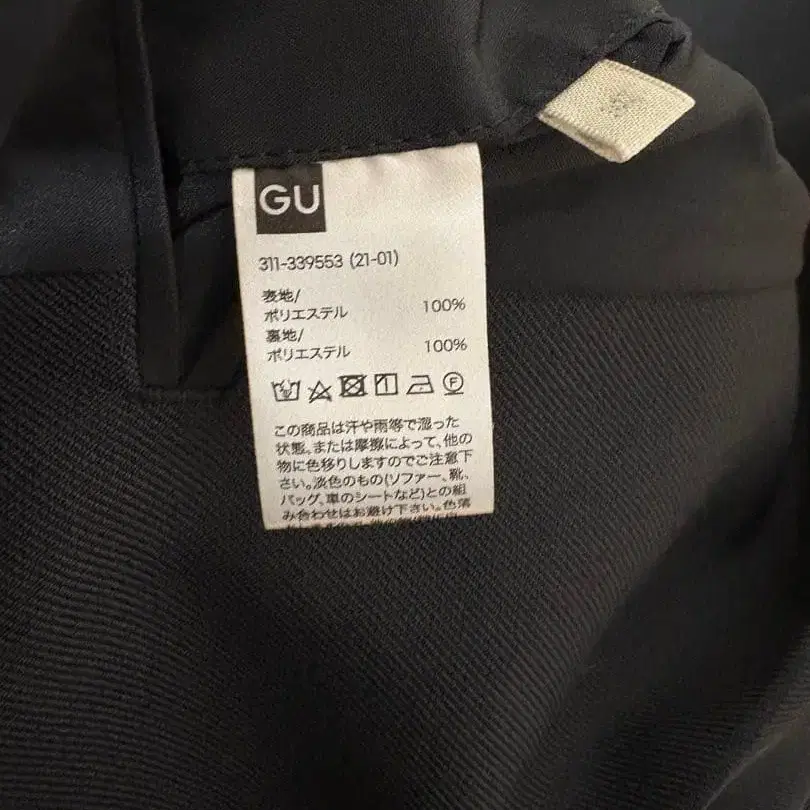 GU
311-339553 (21-01)
表地/
ポリエステル 100%
裏地/
ポリエステル 100%
この商品は汗や雨等で湿った
状態、または摩擦によって、他の
物に色移りしますのでご注意下
さい。淡色のもの(ソファー、靴、
バッグ、車のシートなど)との組
み合わせはお避け下さい。色落